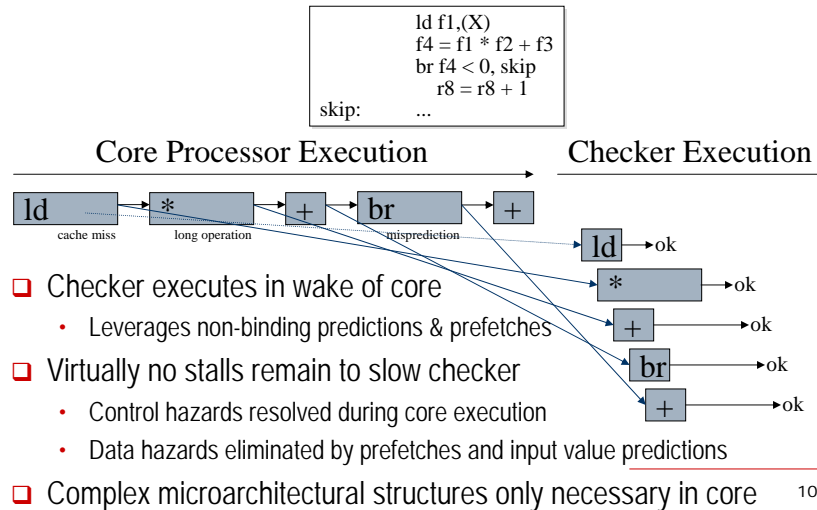 ld f1,(X)
f4 = f1 * f2 + f3
br f4 < 0, skip
r8 = r8 + 1
skip: ...
Core Processor Execution
Checker Execution
ld * + br +
cache miss long operation misprediction
ld ok
* ok
+ ok
br ok
+ ok
❑ Checker executes in wake of core
• Leverages non-binding predictions & prefetches
❑ Virtually no stalls remain to slow checker
• Control hazards resolved during core execution
• Data hazards eliminated by prefetches and input value predictions
❑ Complex microarchitectural structures only necessary in core
10